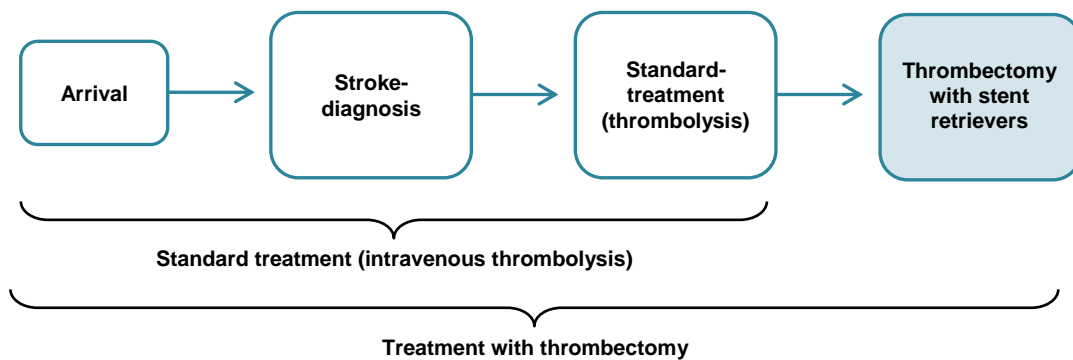 Arrival
Stroke-
diagnosis
Standard-
treatment
(thrombolysis)
Thrombectomy
with stent
retrievers
Standard treatment (intravenous thrombolysis)
Treatment with thrombectomy